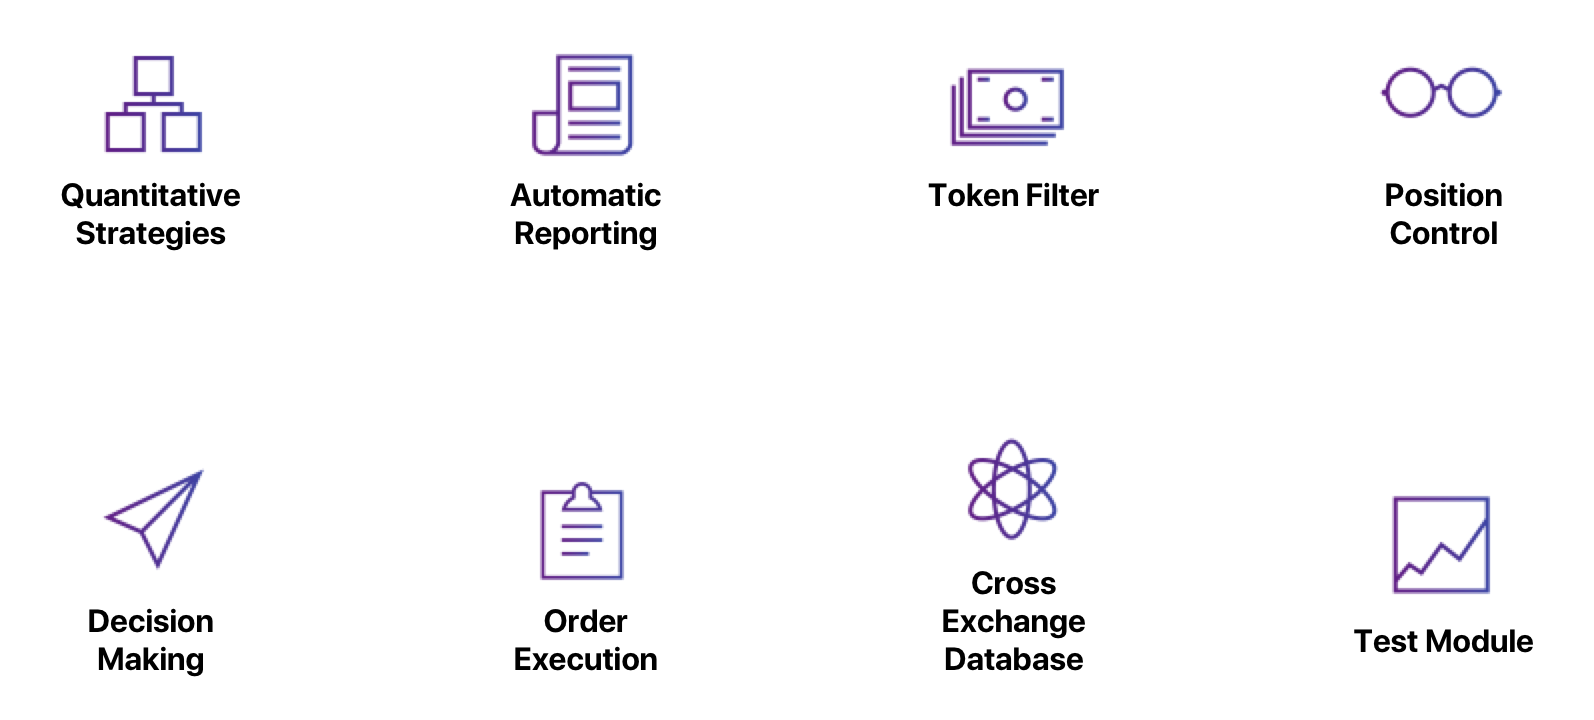 Quantitative
Strategies
Automatic
Reporting
Token Filter
Position
Control
Decision
Making
Order
Execution
Cross
Exchange
Database
Test Module